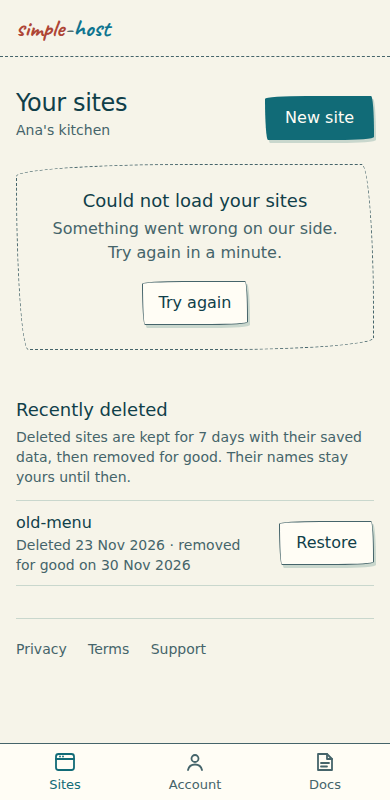 simple-host
Your sites
Ana's kitchen
New site
Could not load your sites
Something went wrong on our side.
Try again in a minute.
Try again
Recently deleted
Deleted sites are kept for 7 days with their saved
data, then removed for good. Their names stay
yours until then.
old-menu
Deleted 23 Nov 2026 · removed
for good on 30 Nov 2026
Restore
Privacy Terms Support
Sites Account Docs